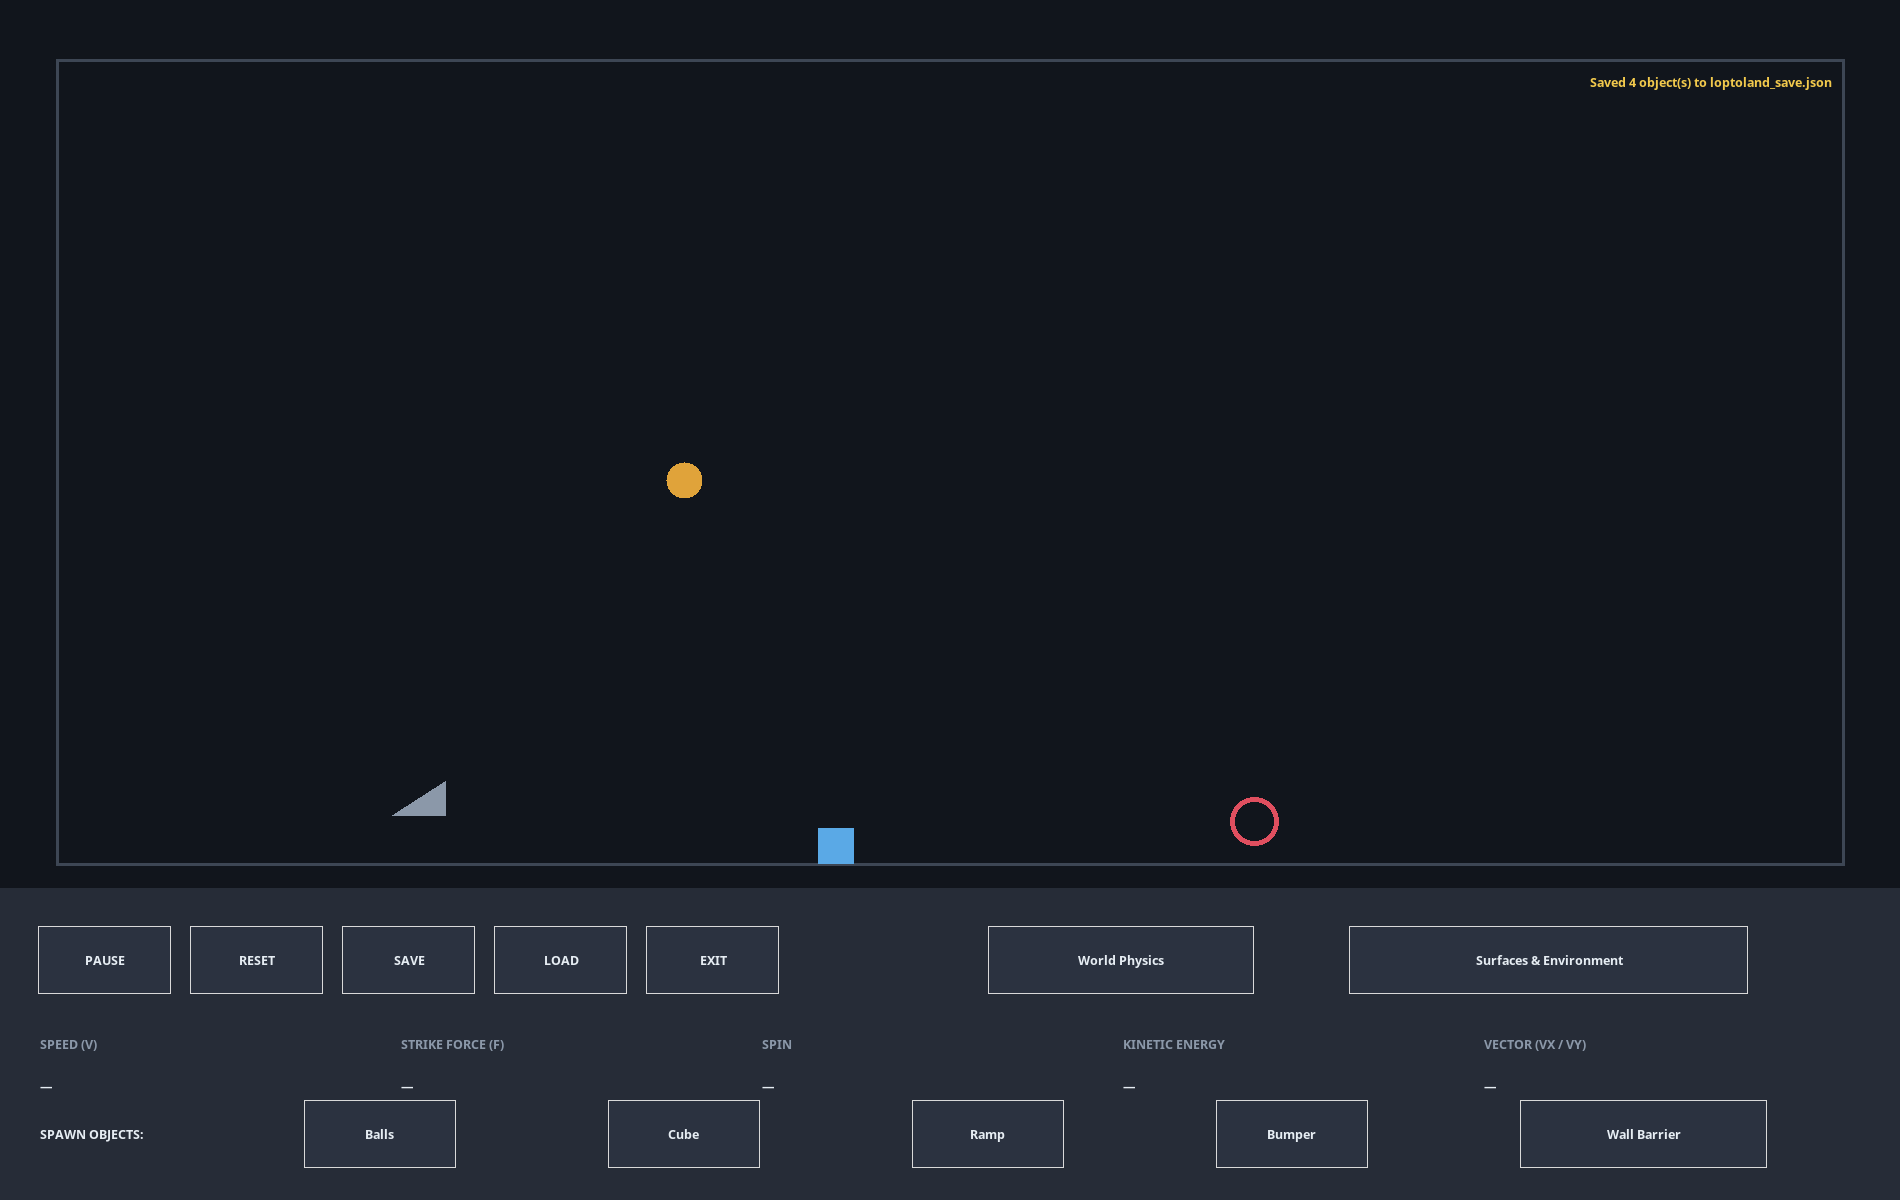 Saved 4 object(s) to loptoland_save.json
PAUSE
RESET
SAVE
LOAD
EXIT
World Physics
Surfaces & Environment
SPEED (V)
STRIKE FORCE (F)
SPIN
KINETIC ENERGY
VECTOR (VX / VY)
—
—
—
—
—
SPAWN OBJECTS:
Balls
Cube
Ramp
Bumper
Wall Barrier